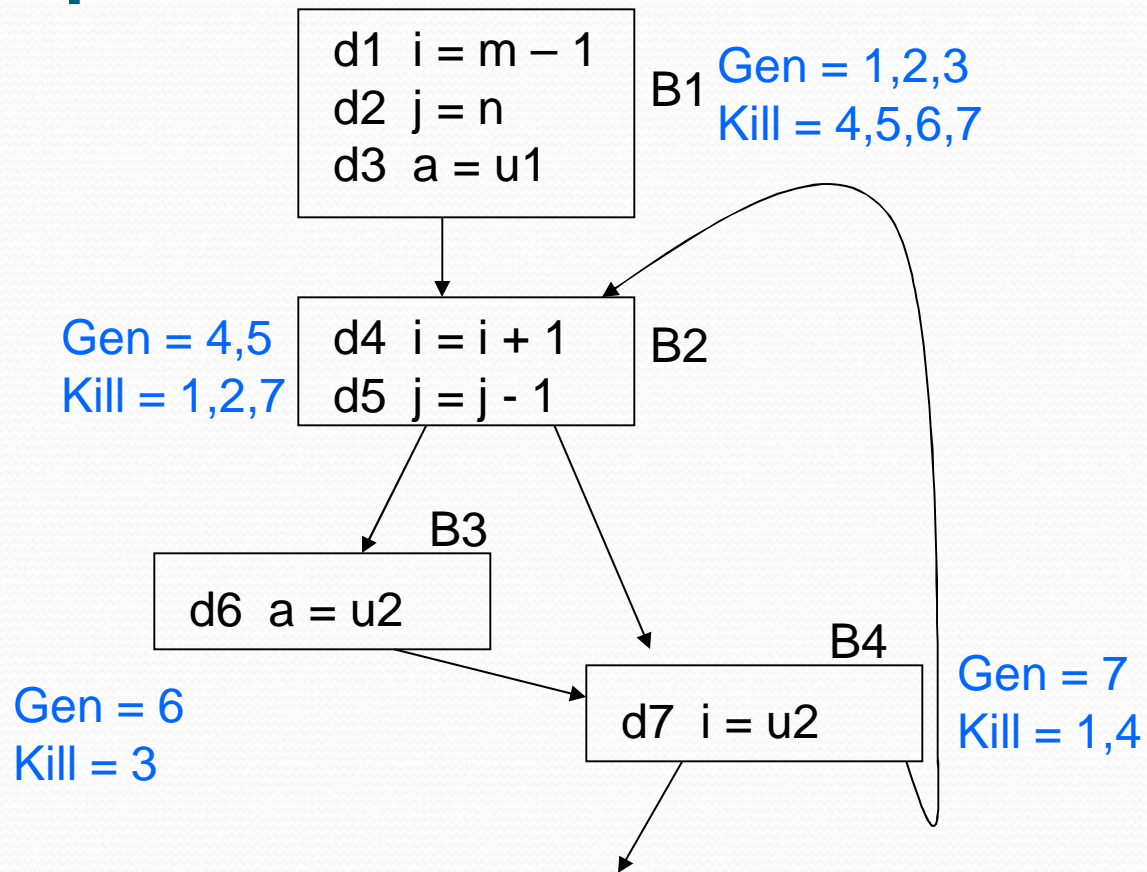 d1 i = m – 1
d2 j = n
d3 a = u1
B1
Gen = 1,2,3
Kill = 4,5,6,7
Gen = 4,5
Kill = 1,2,7
d4 i = i + 1
d5 j = j - 1
B2
B3
d6 a = u2
Gen = 6
Kill = 3
B4
d7 i = u2
Gen = 7
Kill = 1,4